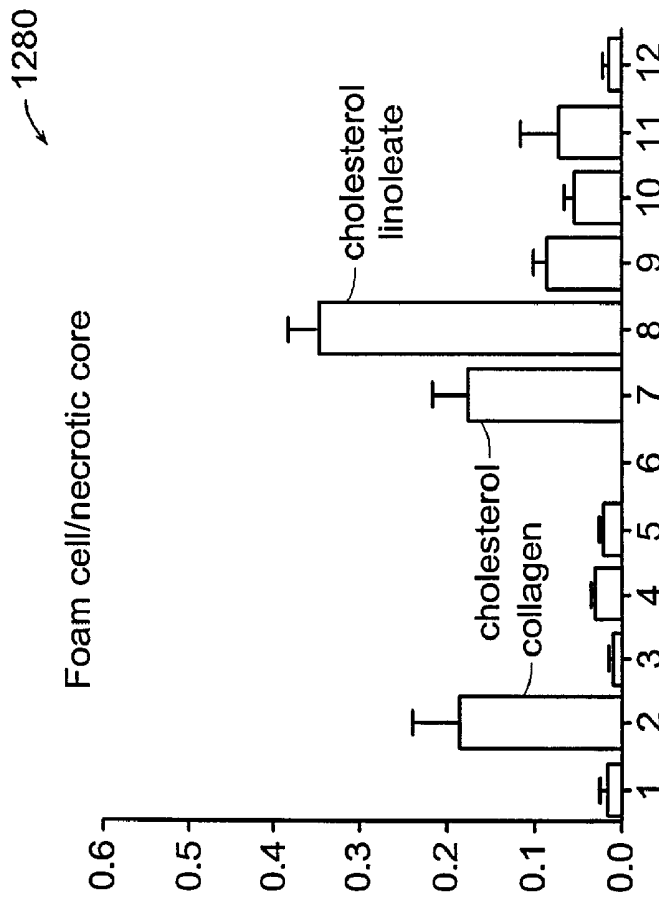 1280
Foam cell/necrotic core
0.6
0.5
0.4
0.3
0.2
0.1
0.0
collagen
cholesterol
cholesterol
linoleate
1 2 3 4 5 6 7 8 9 10 11 12